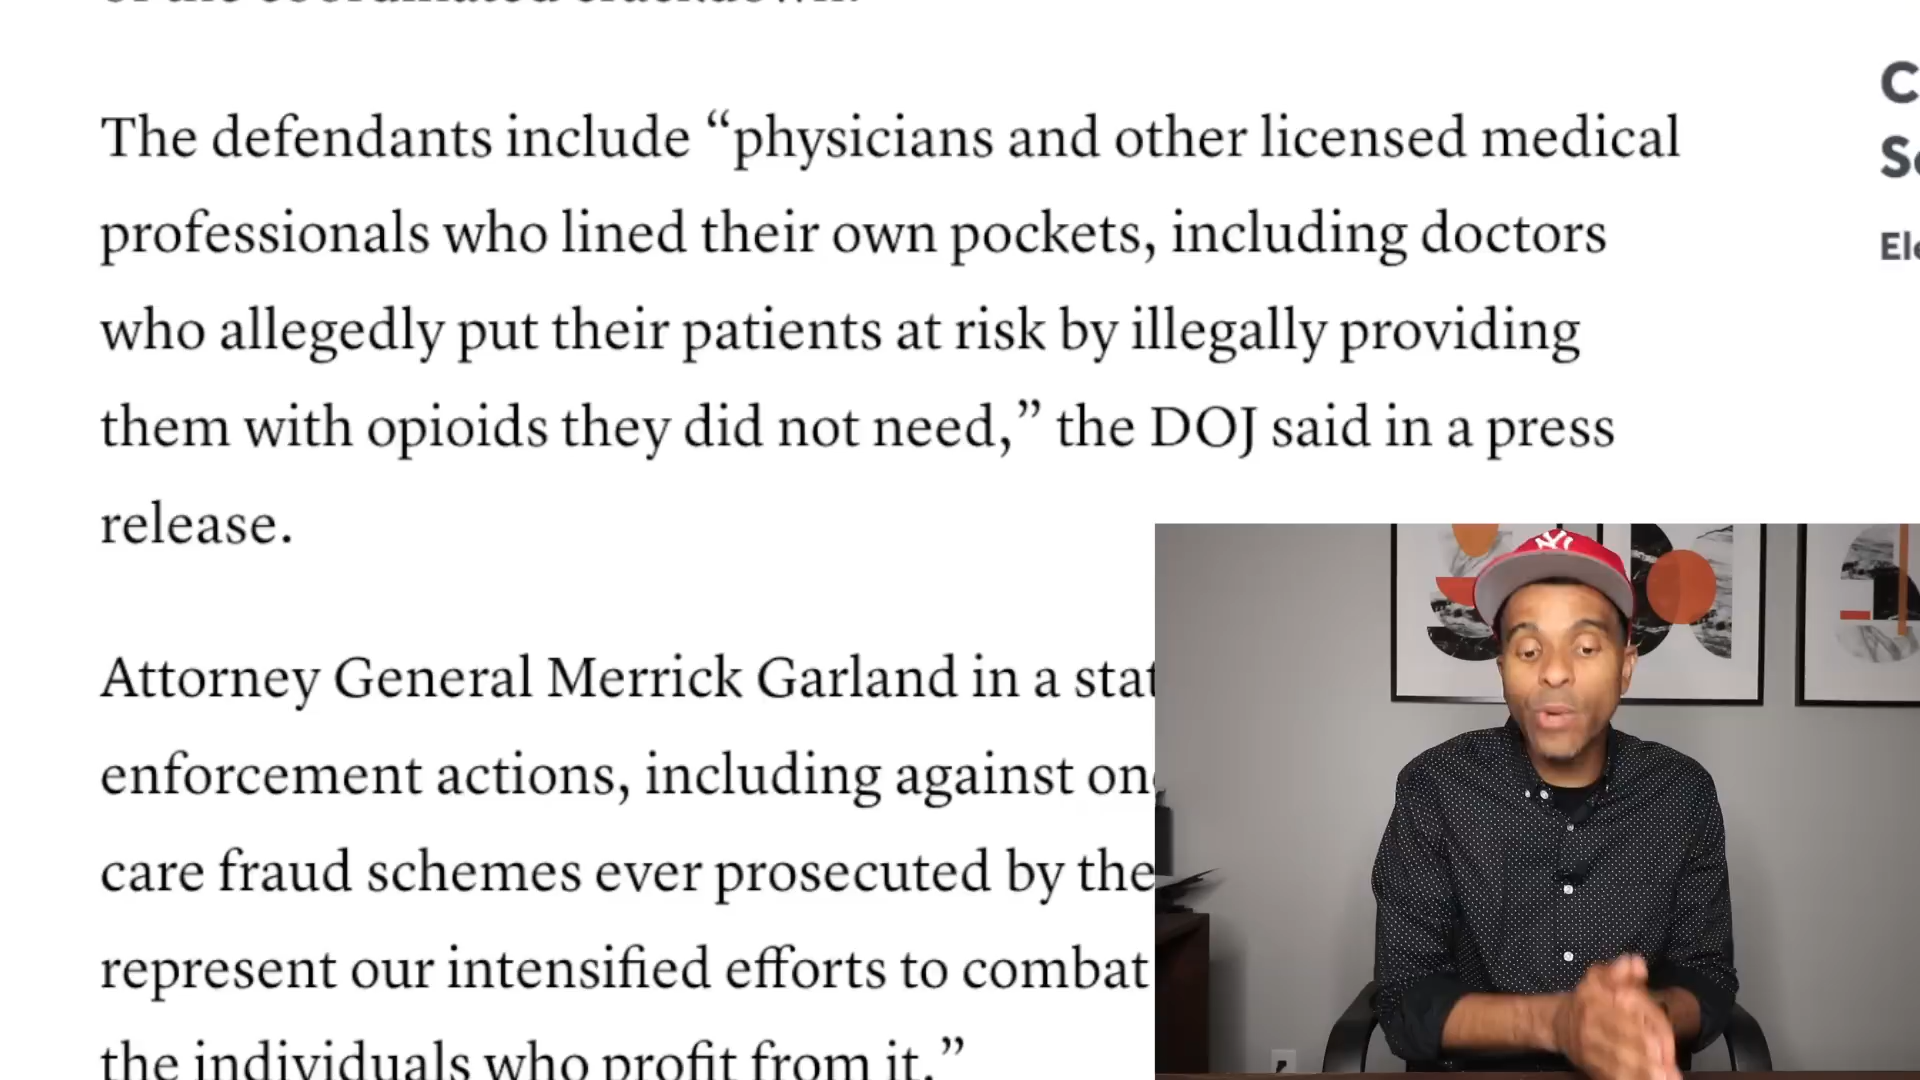 The defendants include “physicians and other licensed medical
professionals who lined their own pockets, including doctors
who allegedly put their patients at risk by illegally providing
them with opioids they did not need,” the DOJ said in a press
release.
Attorney General Merrick Garland in a
enforcement actions, including against
care fraud schemes ever prosecuted by the
represent our intensified efforts to combat
the individuals who profit from it.”
NY